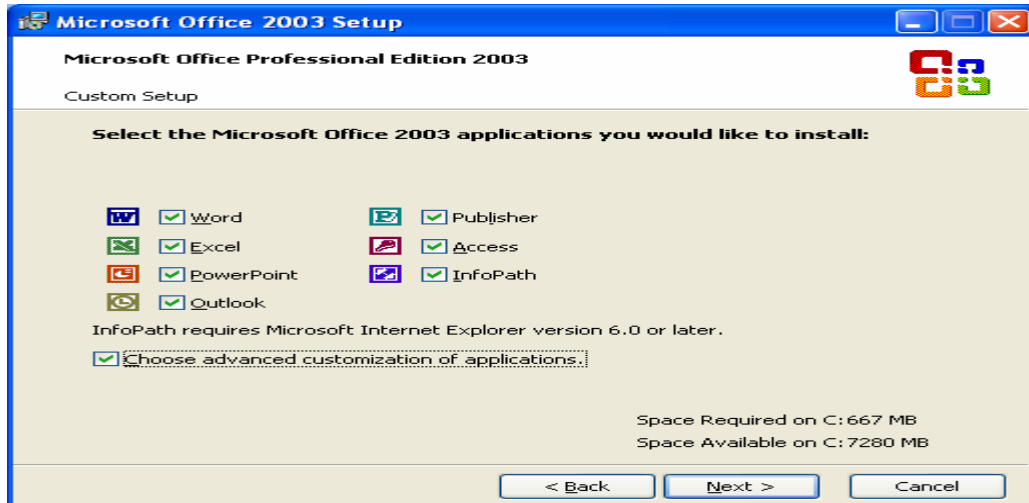 Microsoft Office 2003 Setup
Microsoft Office Professional Edition 2003
Custom Setup
Select the Microsoft Office 2003 applications you would like to install:
Word
Publisher
Excel
Access
PowerPoint
InfoPath
Outlook
InfoPath requires Microsoft Internet Explorer version 6.0 or later.
Choose advanced customization of applications.
Space Required on C: 667 MB
Space Available on C: 7280 MB
< Back
Next >
Cancel